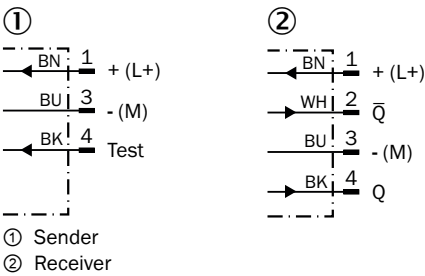 ① ②
BN 1 + (L+)
BU 3 - (M)
BK 4 Test
BN 1 + (L+)
WH 2 Q̅
BU 3 - (M)
BK 4 Q
① Sender
② Receiver